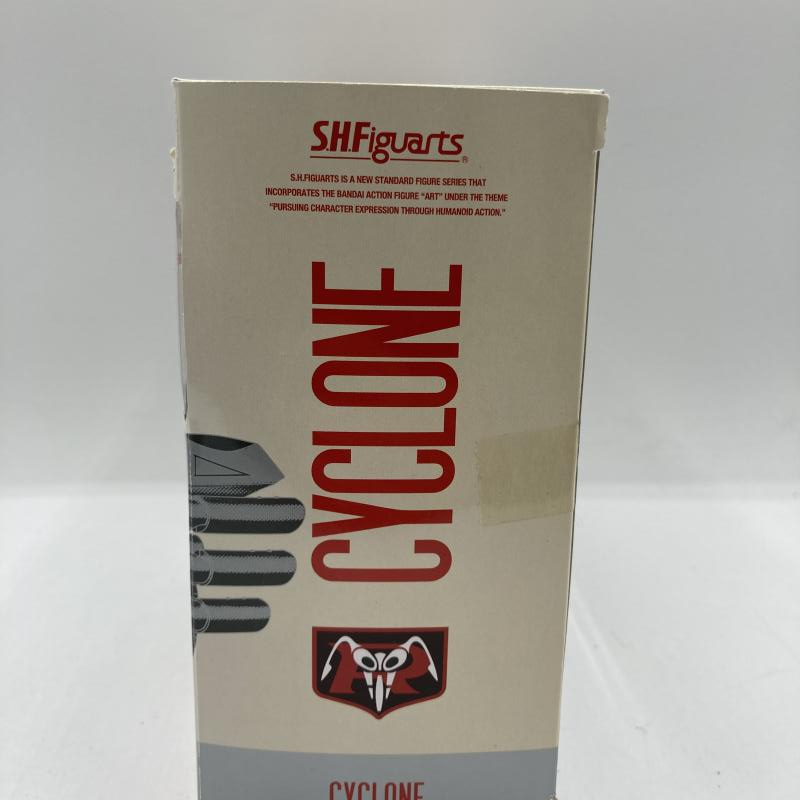 S.H.Figuarts®
S.H.FIGUARTS IS A NEW STANDARD FIGURE SERIES THAT
INCORPORATES THE BANDAI ACTION FIGURE "ART" UNDER THE THEME
"PURSUING CHARACTER EXPRESSION THROUGH HUMANOID ACTION."
CYCLONE
CYCLONE